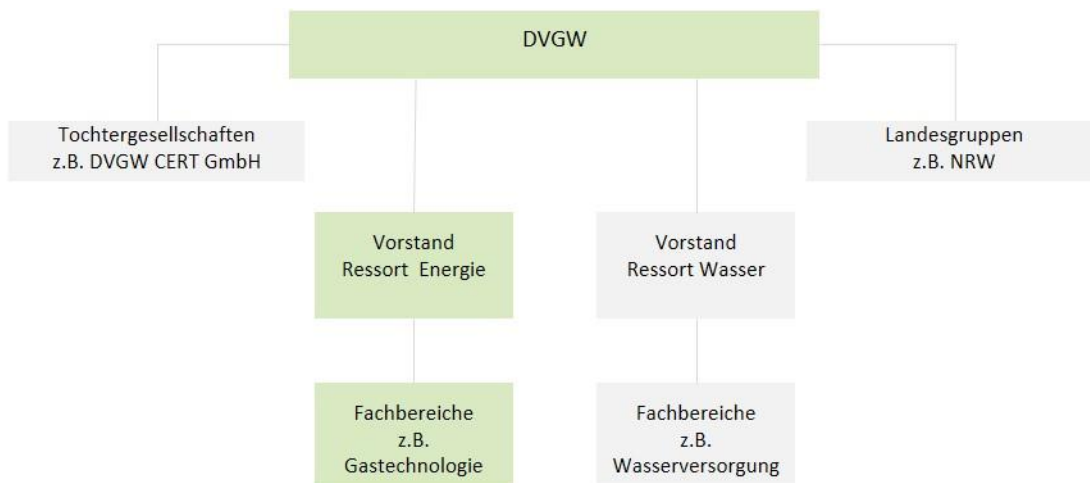 DVGW
Tochtergesellschaften
z.B. DVGW CERT GmbH
Landesgruppen
z.B. NRW
Vorstand
Ressort Energie
Vorstand
Ressort Wasser
Fachbereiche
z.B.
Gastechnologie
Fachbereiche
z.B.
Wasserversorgung